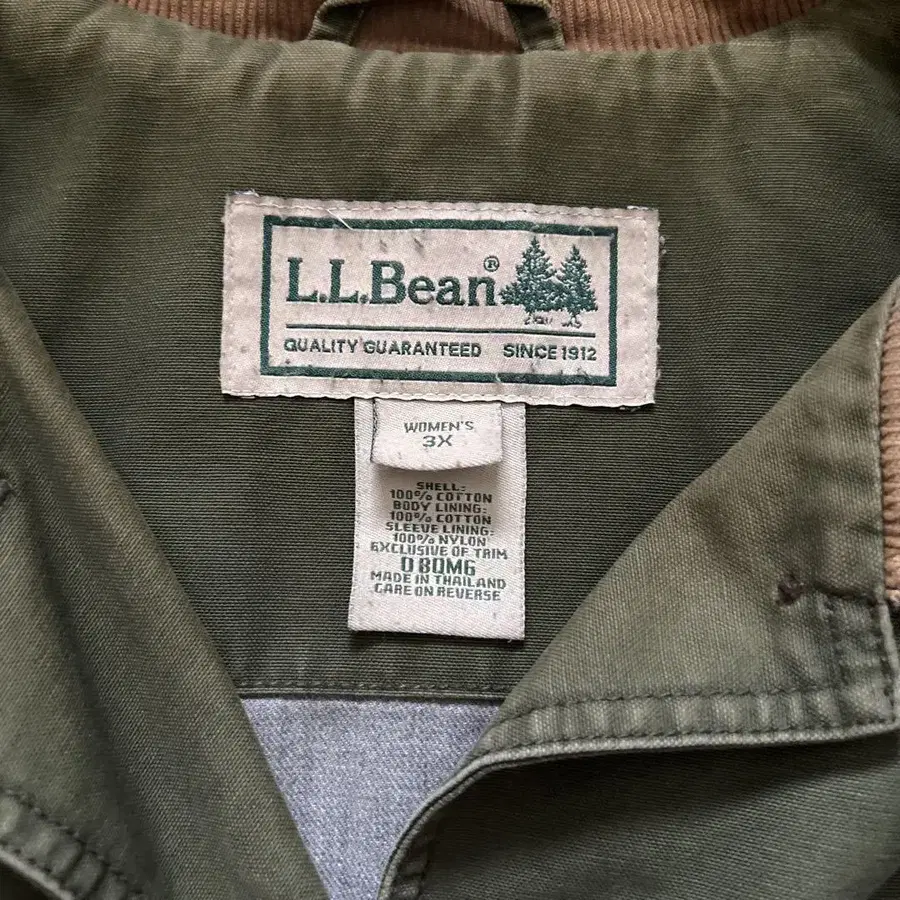 L.L.Bean®
QUALITY GUARANTEED SINCE 1912
WOMEN'S
3X
SHELL:
100% COTTON
BODY LINING:
100% COTTON
SLEEVE LINING:
100% NYLON
EXCLUSIVE OF TRIM
0 BQM6
MADE IN THAILAND
CARE ON REVERSE